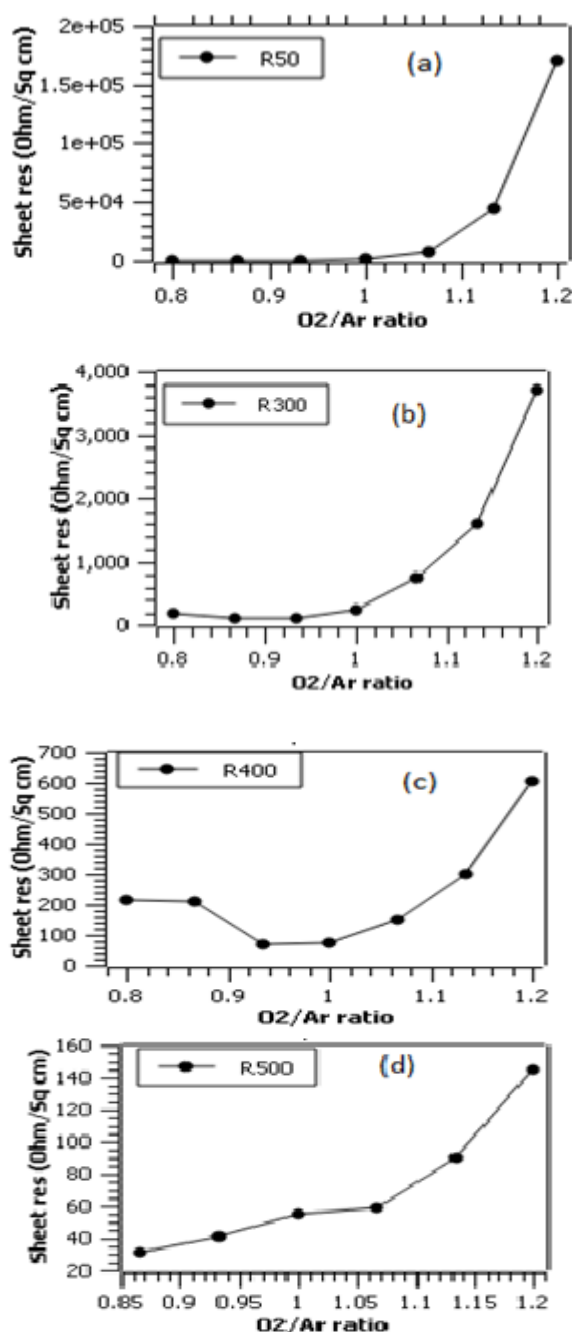 2e+05
R50
(a)
1.5e+05
1e+05
5e+04
0
Sheet res (Ohm/Sq cm)
0.8 0.9 1 1.1 1.2
O2/Ar ratio
4,000
R300
(b)
3,000
2,000
1,000
0
Sheet res (Ohm/Sq cm)
0.8 0.9 1 1.1 1.2
O2/Ar ratio
700
R400
(c)
600
500
400
300
200
100
0
Sheet res (Ohm/Sq cm)
0.8 0.9 1 1.1 1.2
O2/Ar ratio
160
R500
(d)
140
120
100
80
60
40
20
Sheet res (Ohm/Sq cm)
0.85 0.9 0.95 1 1.05 1.1 1.15 1.2
O2/Ar ratio